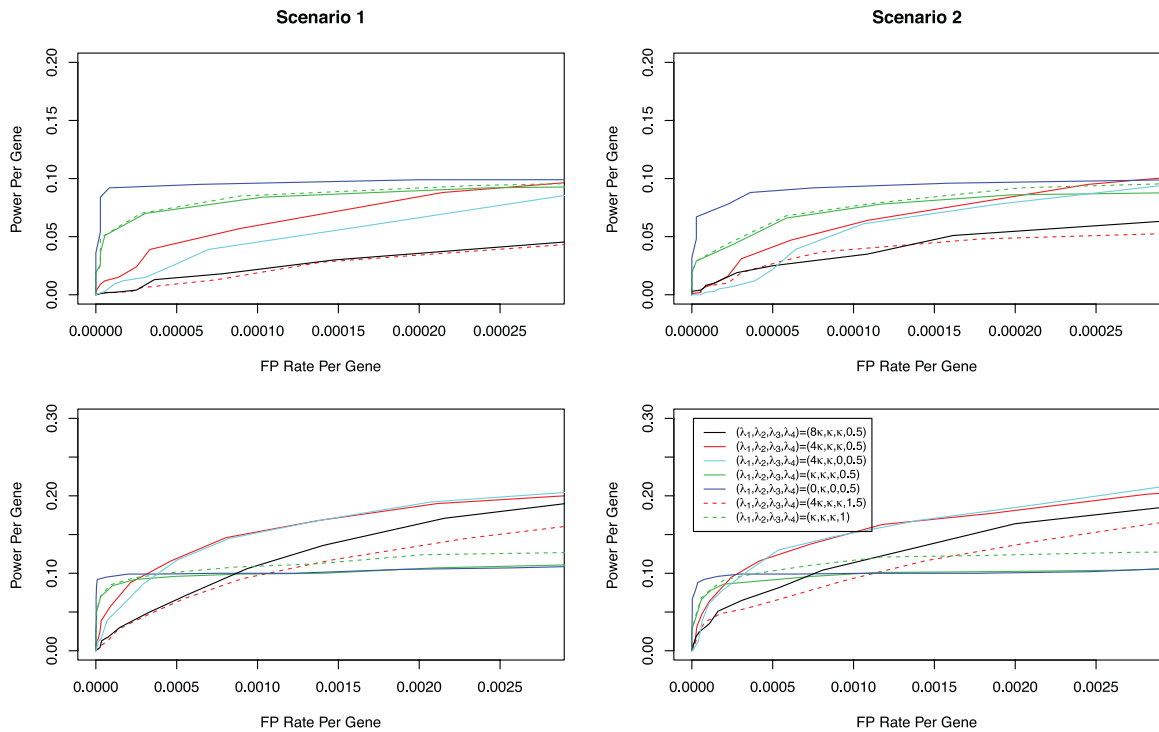 Scenario 1
Scenario 2
Power Per Gene
0.00 0.05 0.10 0.15 0.20
0.00000 0.00005 0.00010 0.00015 0.00020 0.00025
FP Rate Per Gene
Power Per Gene
0.00 0.05 0.10 0.15 0.20
0.00000 0.00005 0.00010 0.00015 0.00020 0.00025
FP Rate Per Gene
Power Per Gene
0.00 0.10 0.20 0.30
0.0000 0.0005 0.0010 0.0015 0.0020 0.0025
FP Rate Per Gene
Power Per Gene
0.00 0.10 0.20 0.30
(λ₁,λ₂,λ₃,λ₄)=(8κ,κ,κ,0.5)
(λ₁,λ₂,λ₃,λ₄)=(4κ,κ,κ,0.5)
(λ₁,λ₂,λ₃,λ₄)=(4κ,κ,0,0.5)
(λ₁,λ₂,λ₃,λ₄)=(κ,κ,κ,0.5)
(λ₁,λ₂,λ₃,λ₄)=(0,κ,0,0.5)
(λ₁,λ₂,λ₃,λ₄)=(4κ,κ,κ,1.5)
(λ₁,λ₂,λ₃,λ₄)=(κ,κ,κ,1)
0.0000 0.0005 0.0010 0.0015 0.0020 0.0025
FP Rate Per Gene